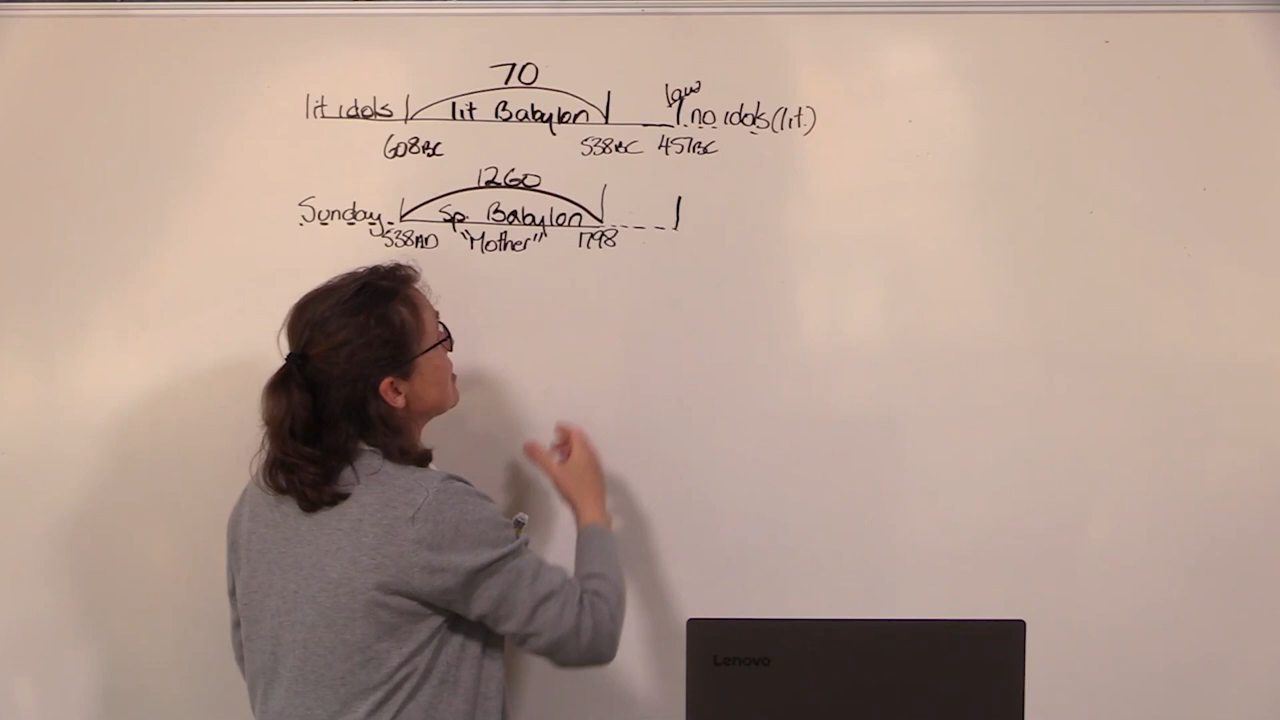 70
lit idols lit Babylon law no idols (lit.)
608BC 538BC 457BC
1260
Sunday Sp. Babylon
538AD "Mother" 1798
Lenovo